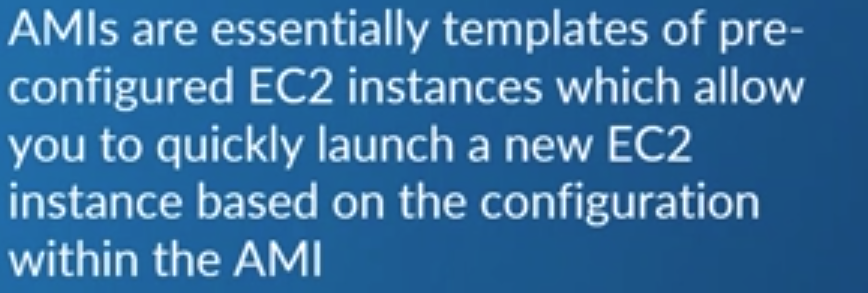 AMIs are essentially templates of pre-
configured EC2 instances which allow
you to quickly launch a new EC2
instance based on the configuration
within the AMI